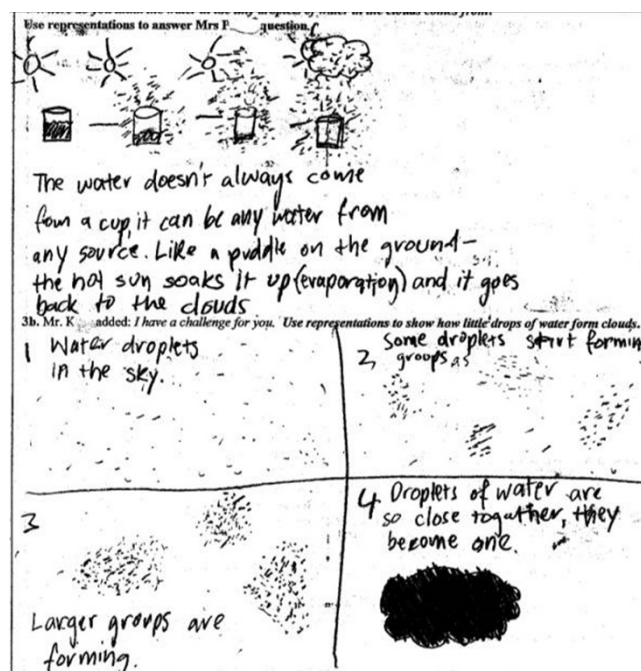 Use representations to answer Mrs P question.
The water doesn't always come
from a cup, it can be any water from
any source. Like a puddle on the ground-
the hot sun soaks it up (evaporation) and it goes
back to the clouds
3b. Mr. K added: I have a challenge for you. Use representations to show how little drops of water form clouds.
1 Water droplets
in the sky.
2, Some droplets start forming
groups as
3
Larger groups are
forming.
4 Droplets of water are
so close together, they
become one.